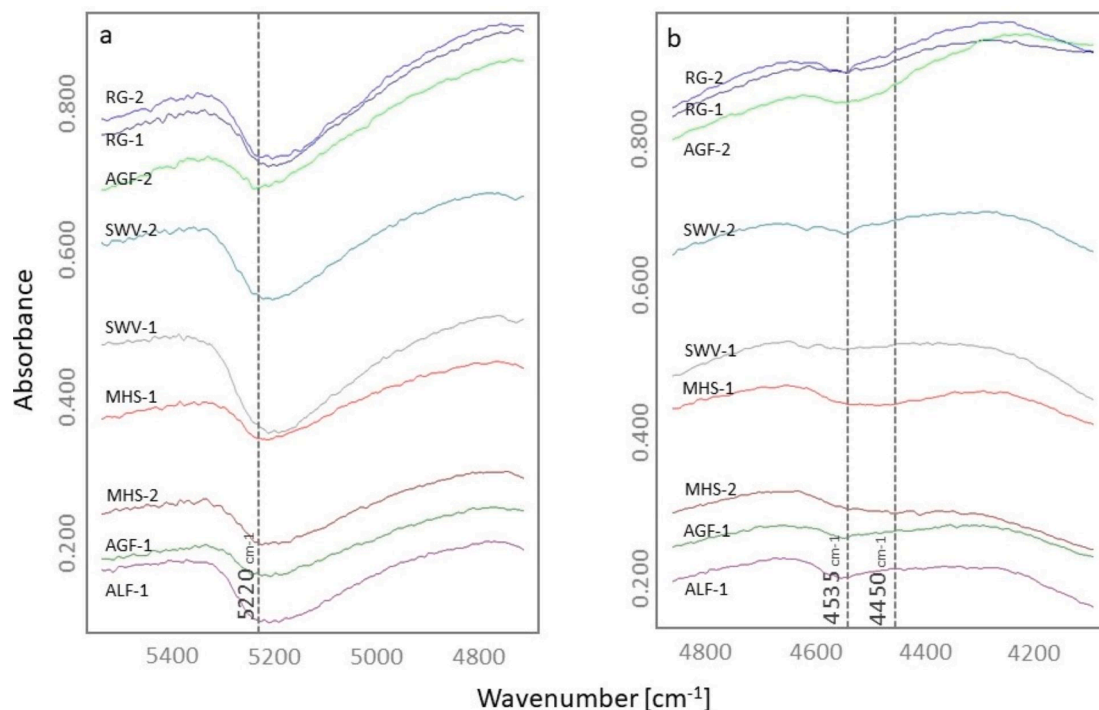 a
RG-2
RG-1
AGF-2
SWV-2
SWV-1
MHS-1
MHS-2
AGF-1
ALF-1
0.800
0.600
0.400
0.200
5220 cm-1
5400
5200
5000
4800
b
RG-2
RG-1
AGF-2
SWV-2
SWV-1
MHS-1
MHS-2
AGF-1
ALF-1
0.800
0.600
0.400
0.200
4535 cm-1
4450 cm-1
4800
4600
4400
4200
Absorbance
Wavenumber [cm⁻¹]